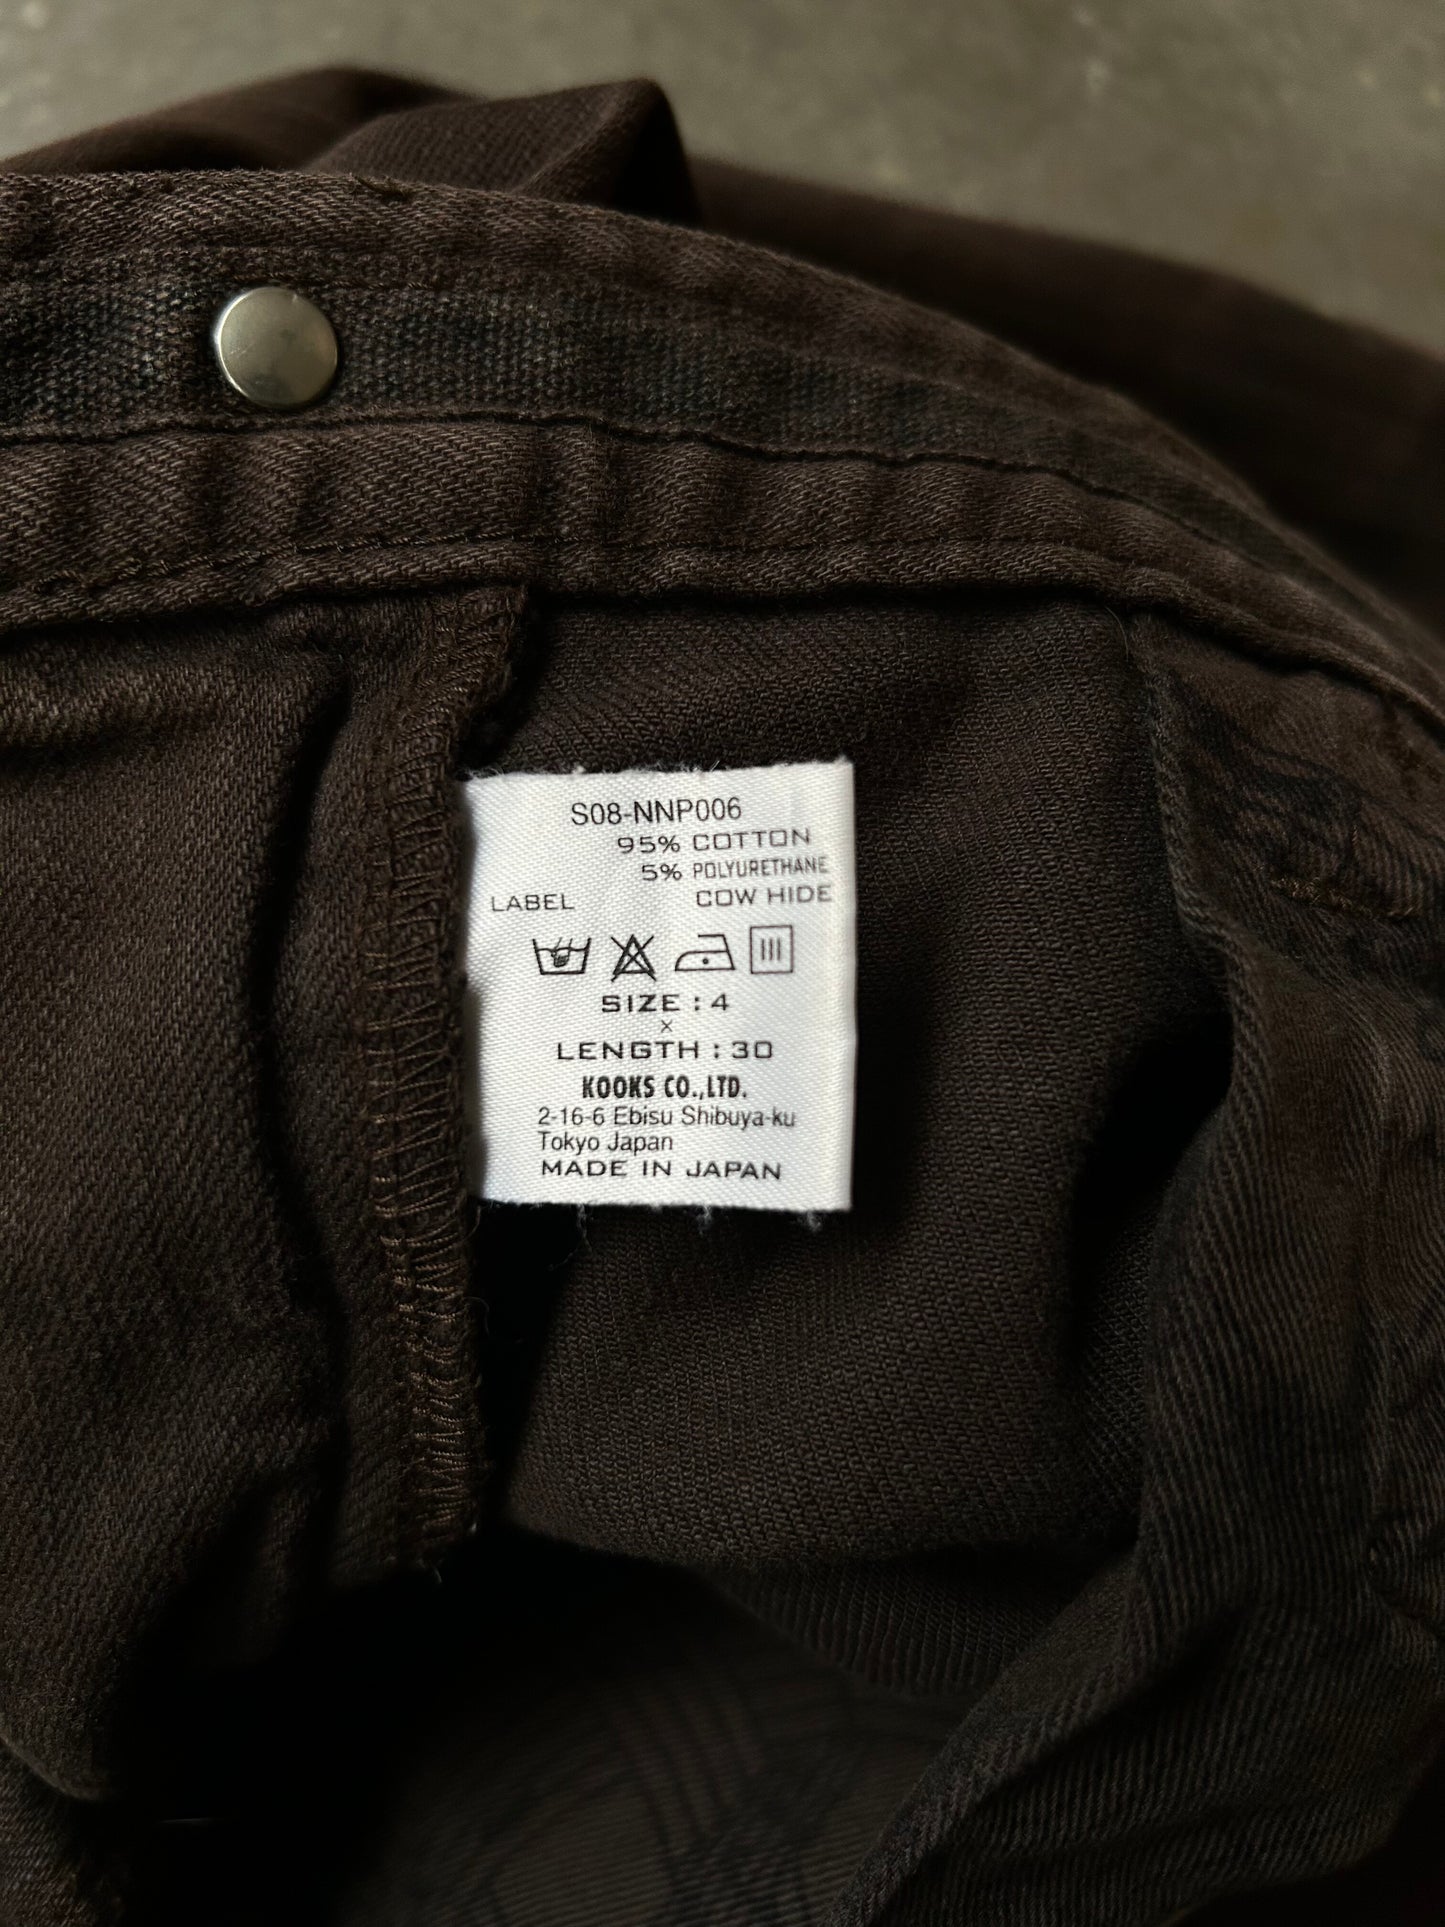 S08-NNP006
95% COTTON
5% POLYURETHANE
LABEL COW HIDE
SIZE : 4
×
LENGTH : 30
KOOKS CO.,LTD.
2-16-6 Ebisu Shibuya-ku
Tokyo Japan
MADE IN JAPAN